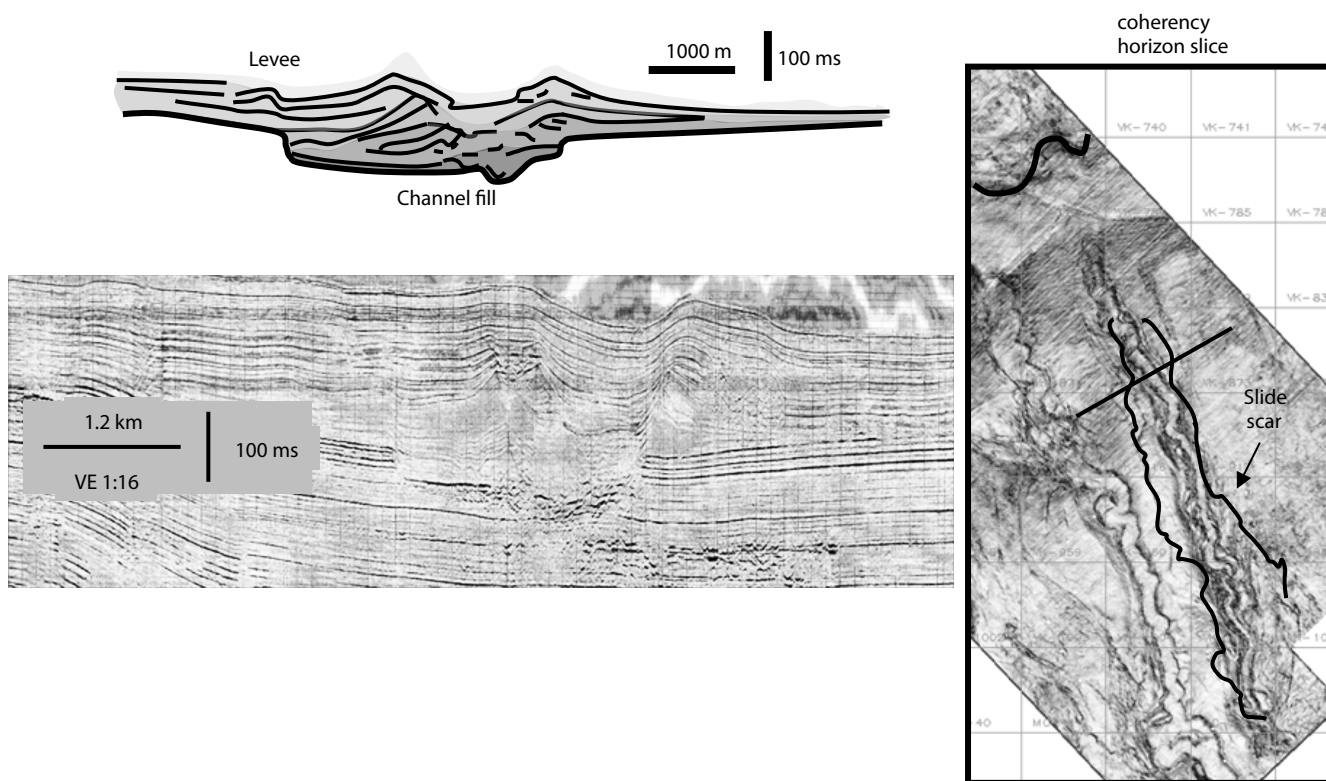 coherency
horizon slice
Levee
1000 m
100 ms
Channel fill
VK-740
VK-741
VK-785
1.2 km
100 ms
VE 1:16
Slide
scar